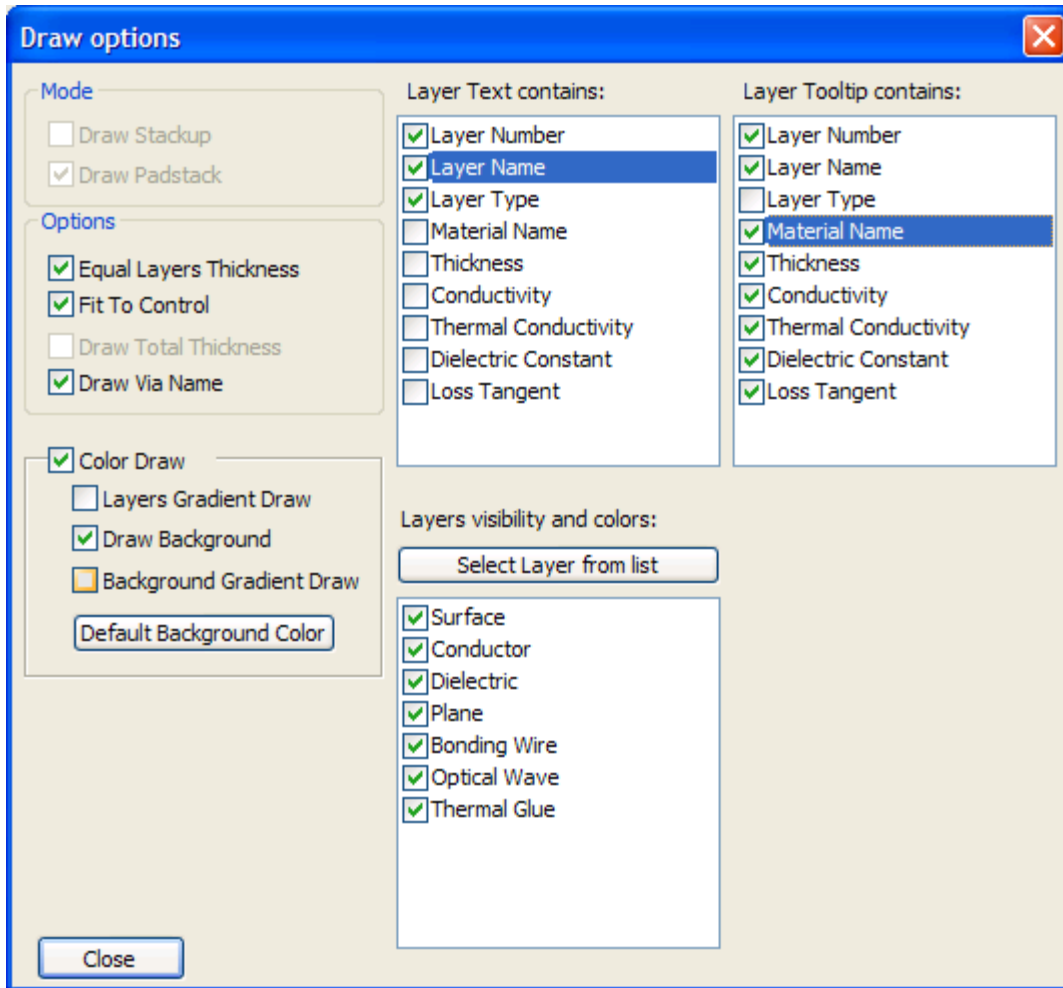 Draw options
Mode
Draw Stackup
Draw Padstack
Options
Equal Layers Thickness
Fit To Control
Draw Total Thickness
Draw Via Name
Color Draw
Layers Gradient Draw
Draw Background
Background Gradient Draw
Default Background Color
Close
Layer Text contains:
Layer Number
Layer Name
Layer Type
Material Name
Thickness
Conductivity
Thermal Conductivity
Dielectric Constant
Loss Tangent
Layer Tooltip contains:
Layer Number
Layer Name
Layer Type
Material Name
Thickness
Conductivity
Thermal Conductivity
Dielectric Constant
Loss Tangent
Layers visibility and colors:
Select Layer from list
Surface
Conductor
Dielectric
Plane
Bonding Wire
Optical Wave
Thermal Glue